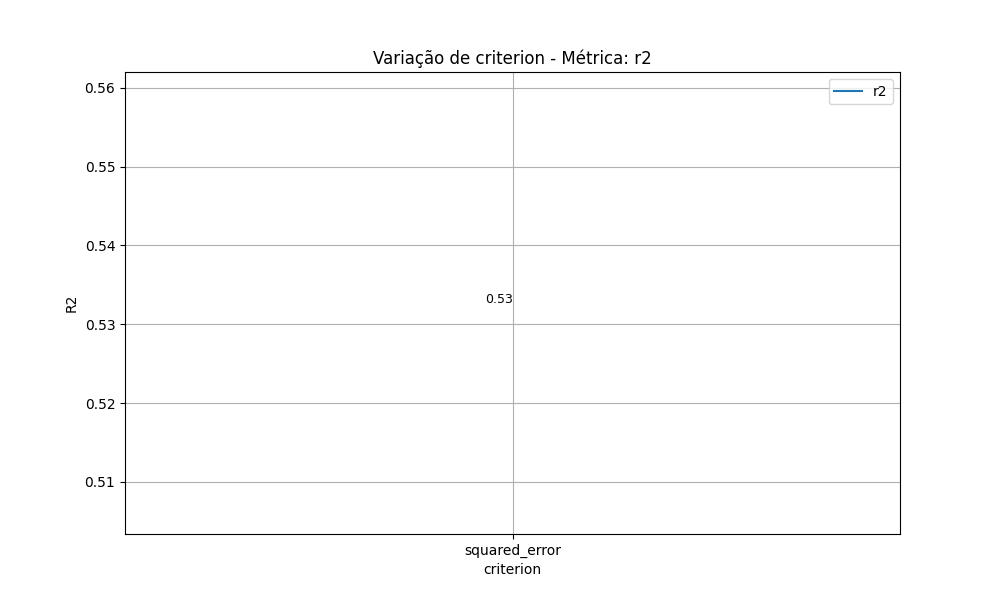 Variação de criterion - Métrica: r2
r2
0.56
0.55
0.54
0.53
0.53
0.52
0.51
R2
squared_error
criterion